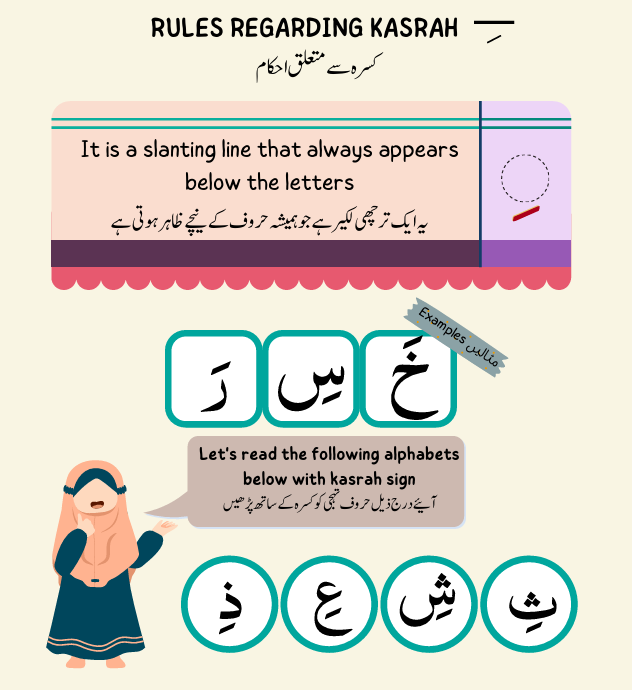 RULES REGARDING KASRAH
کسرہ سے متعلق احکام
It is a slanting line that always appears
below the letters
یہ ایک ترچھی لکیر ہے جو ہمیشہ حروف کے نیچے ظاہر ہوتی ہے
Examples مثالیں
خَ سِ رَ
Let's read the following alphabets
below with kasrah sign
آیئے درج ذیل حروف تہجی کو کسرہ کے ساتھ پڑھیں
ثِ شِ عِ ذِ